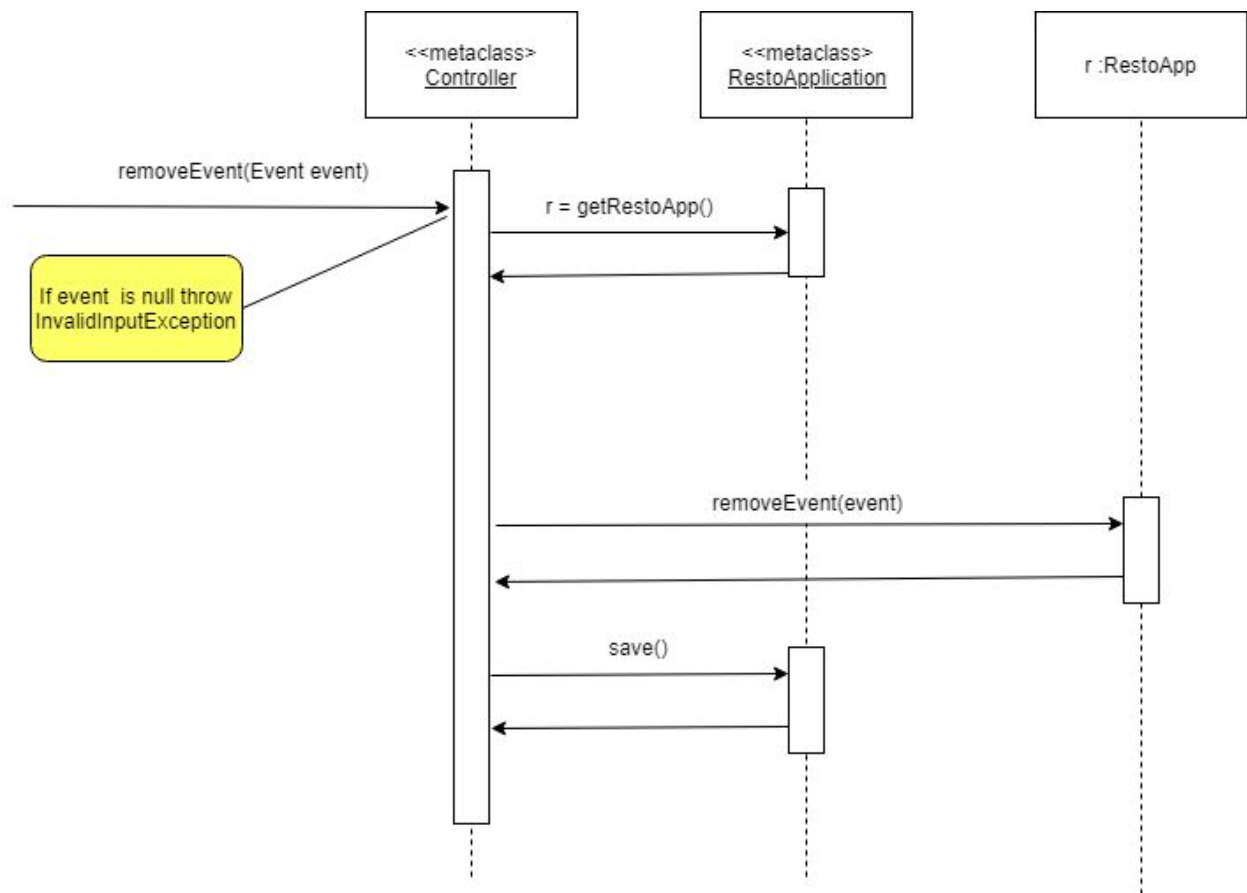 <<metaclass>
Controller
<<metaclass>
RestoApplication
r :RestoApp
removeEvent(Event event)
r = getRestoApp()
If event is null throw
InvalidInputException
removeEvent(event)
save()